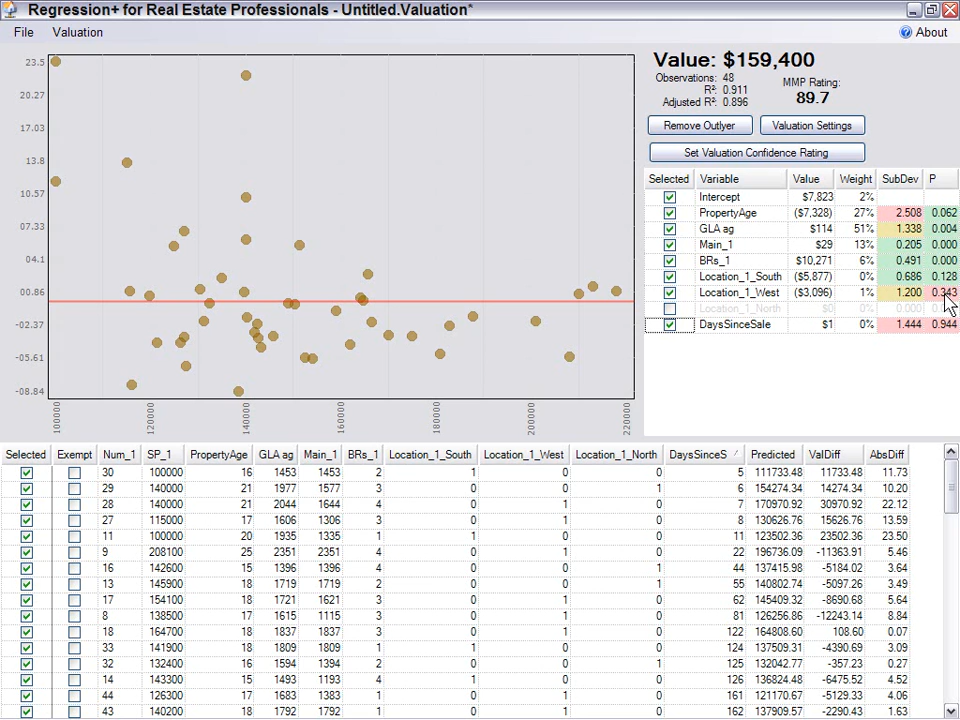 Regression+ for Real Estate Professionals - Untitled.Valuation*
File Valuation About
23.5
20.27
17.03
13.8
10.57
07.33
04.1
00.86
-02.37
-05.61
-08.84
100000 120000 140000 160000 180000 200000 220000
Value: $159,400
Observations: 48
R²: 0.911
Adjusted R²: 0.896
MMP Rating:
89.7
Remove Outlyer Valuation Settings
Set Valuation Confidence Rating
Selected Variable Value Weight SubDev P
Intercept $7,823 2%
PropertyAge ($7,328) 27% 2.508 0.062
GLA ag $114 51% 1.338 0.004
Main_1 $29 13% 0.205 0.000
BRs_1 $10,271 6% 0.491 0.000
Location_1_South ($5,877) 0% 0.686 0.128
Location_1_West ($3,096) 1% 1.200 0.343
Location_1_North $0 0% 0.000
DaysSinceSale $1 0% 1.444 0.944
Selected Exempt Num_1 SP_1 PropertyAge GLA ag Main_1 BRs_1 Location_1_South Location_1_West Location_1_North DaysSinceS Predicted ValDiff AbsDiff
30 100000 16 1453 1453 2 1 0 0 5 111733.48 11733.48 11.73
29 140000 21 1977 1577 3 0 0 1 6 154274.34 14274.34 10.20
28 140000 21 2044 1644 4 0 0 1 7 170970.92 30970.92 22.12
27 115000 17 1606 1306 3 0 1 0 8 130626.76 15626.76 13.59
11 100000 20 1935 1335 1 1 0 0 11 123502.36 23502.36 23.50
9 208100 25 2351 2351 4 0 1 0 22 196736.09 -11363.91 5.46
16 142600 15 1396 1396 4 0 0 1 44 137415.98 -5184.02 3.64
13 145900 18 1719 1719 2 0 0 1 55 140802.74 -5097.26 3.49
17 154100 18 1721 1621 3 0 1 0 62 145409.32 -8690.68 5.64
8 138500 17 1615 1115 3 0 1 0 81 126256.86 -12243.14 8.84
18 164700 18 1837 1837 3 0 1 0 122 164808.60 108.60 0.07
33 141900 18 1809 1809 1 0 1 0 124 137509.31 -4390.69 3.09
32 132400 16 1594 1394 2 0 0 1 125 132042.77 -357.23 0.27
14 143300 15 1493 1193 4 1 0 0 126 136824.48 -6475.52 4.52
44 126300 17 1683 1383 1 0 1 0 161 121170.67 -5129.33 4.06
43 140200 18 1792 1792 1 0 1 0 162 137909.57 -2290.43 1.63